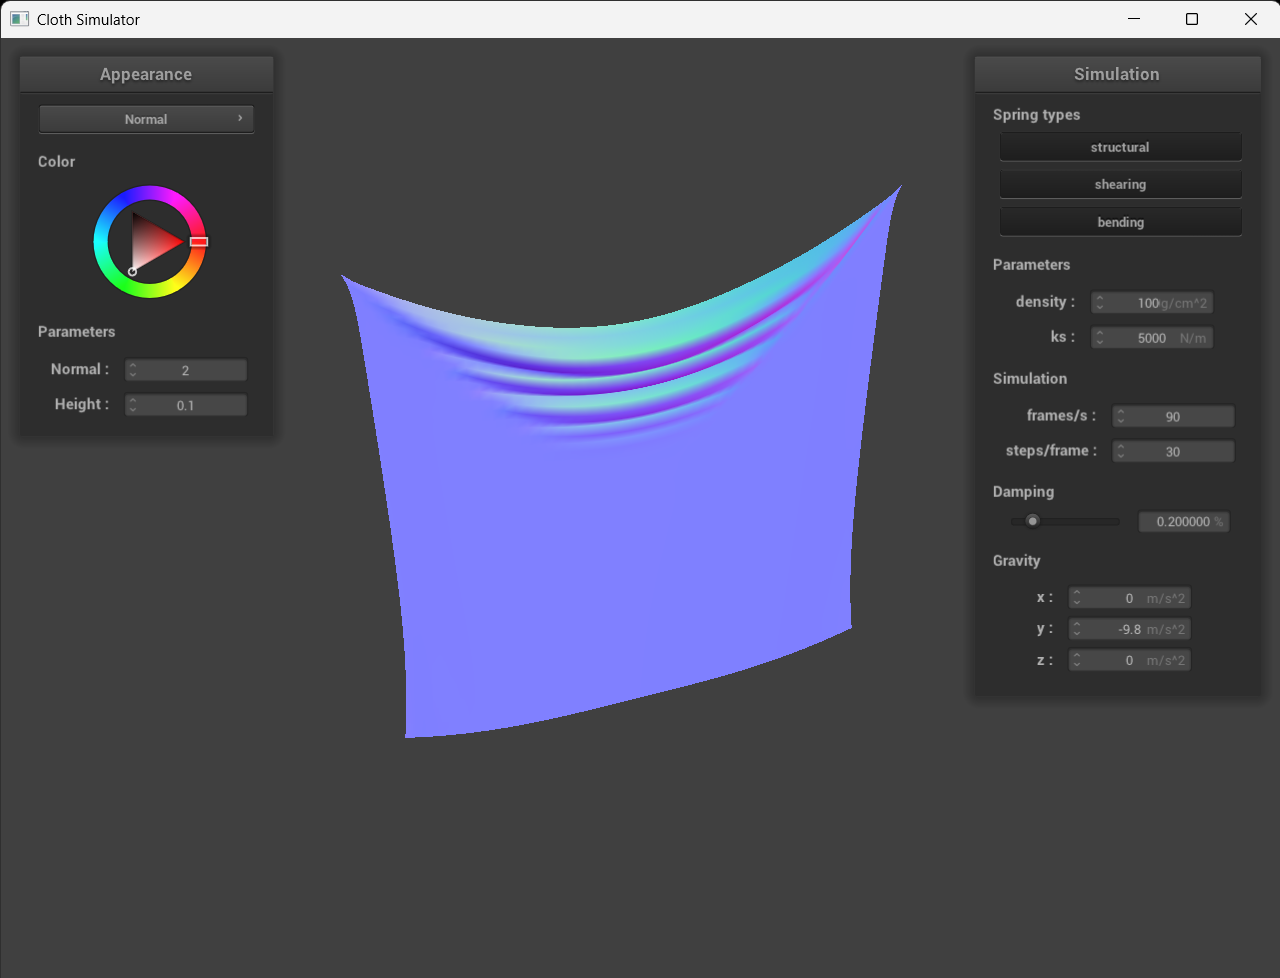 Cloth Simulator
Appearance
Normal
Color
Parameters
Normal : 2
Height : 0.1
Simulation
Spring types
structural
shearing
bending
Parameters
density : 100 g/cm^2
ks : 5000 N/m
Simulation
frames/s : 90
steps/frame : 30
Damping
0.200000 %
Gravity
x : 0 m/s^2
y : -9.8 m/s^2
z : 0 m/s^2